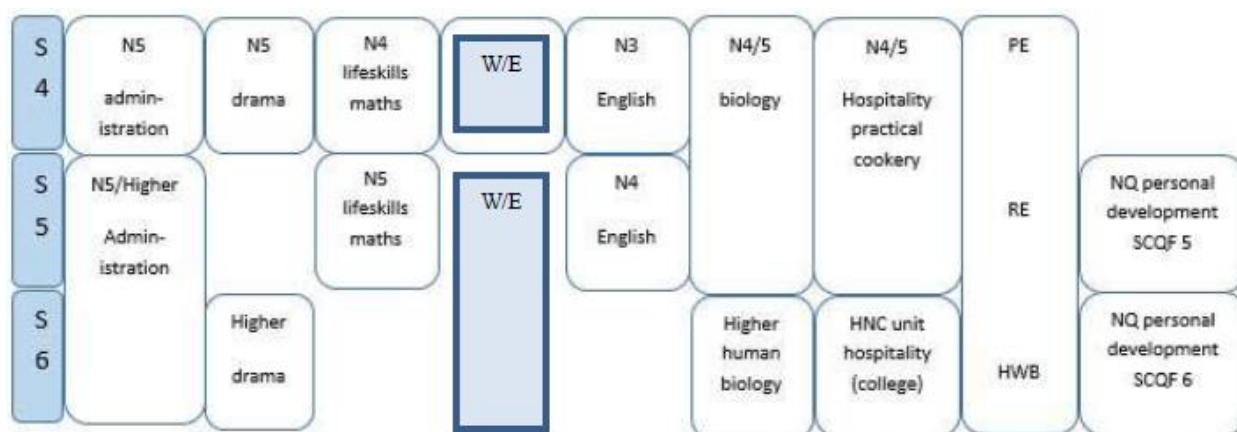 S
4
N5
admin-
istration
N5
drama
N4
lifeskills
maths
W/E
N3
English
N4/5
biology
N4/5
Hospitality
practical
cookery
PE
S
5
N5/Higher
Admin-
istration
N5
lifeskills
maths
W/E
N4
English
RE
NQ personal
development
SCQF 5
S
6
Higher
drama
Higher
human
biology
HNC unit
hospitality
(college)
HWB
NQ personal
development
SCQF 6